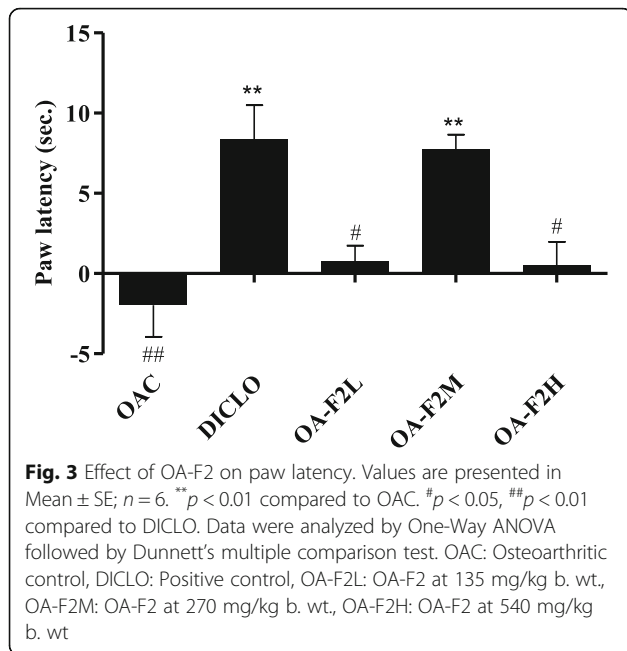 15
**
**
10
Paw latency (sec.)
5
#
#
0
-5
##
OAC
DICLO
OA-F2L
OA-F2M
OA-F2H
Fig. 3 Effect of OA-F2 on paw latency. Values are presented in
Mean ± SE; n = 6. **p < 0.01 compared to OAC. #p < 0.05, ##p < 0.01
compared to DICLO. Data were analyzed by One-Way ANOVA
followed by Dunnett's multiple comparison test. OAC: Osteoarthritic
control, DICLO: Positive control, OA-F2L: OA-F2 at 135 mg/kg b. wt.,
OA-F2M: OA-F2 at 270 mg/kg b. wt., OA-F2H: OA-F2 at 540 mg/kg
b. wt